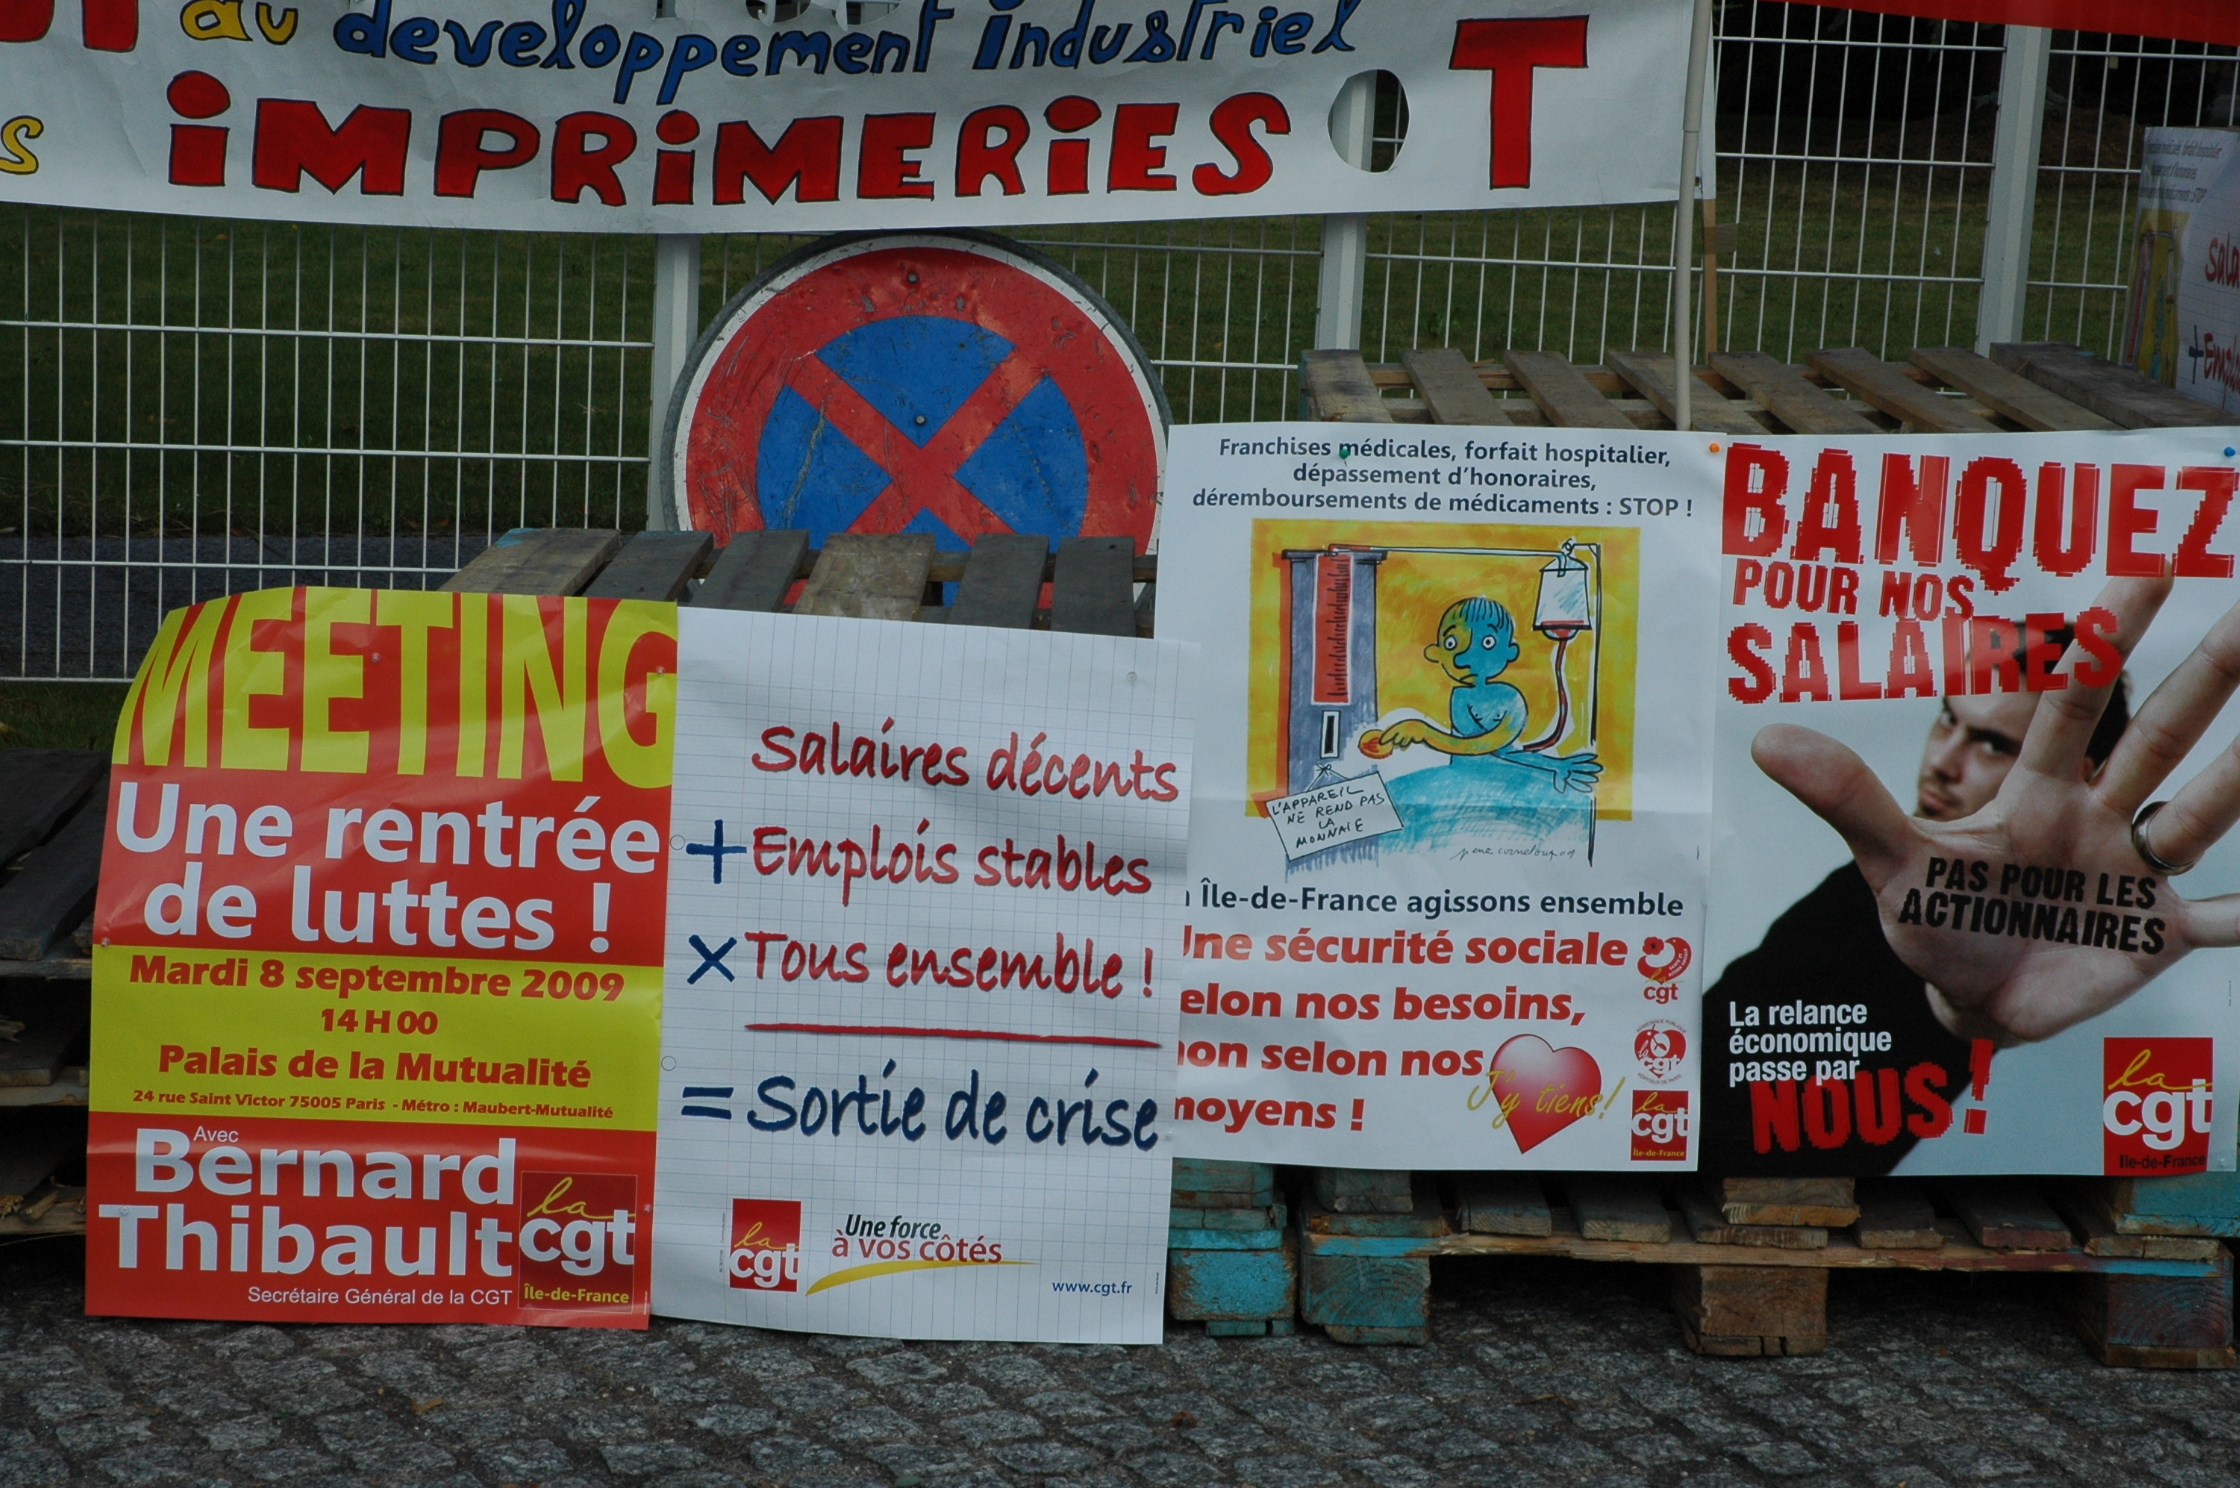 au developpement industriel
s iMPRiMERiES T
MEETING
Une rentrée
de luttes !
Mardi 8 septembre 2009
14 H 00
Palais de la Mutualité
24 rue Saint Victor 75005 Paris - Métro : Maubert-Mutualité
Avec
Bernard
Thibault
Secrétaire Général de la CGT
la
cgt
Île-de-France
Salaires décents
+ Emplois stables
× Tous ensemble !
= Sortie de crise
la
cgt
Une force
à vos côtés
www.cgt.fr
Franchises médicales, forfait hospitalier,
dépassement d'honoraires,
déremboursements de médicaments : STOP !
L'APPAREIL
NE REND PAS
LA
MONNAIE
Île-de-France agissons ensemble
Une sécurité sociale
elon nos besoins,
non selon nos
moyens !
J'y tiens!
cgt
cgt
la
cgt
Île-de-France
BANQUEZ
POUR NOS
SALAIRES
PAS POUR LES
ACTIONNAIRES
La relance
économique
passe par
NOUS !
la
cgt
Ile-de-France